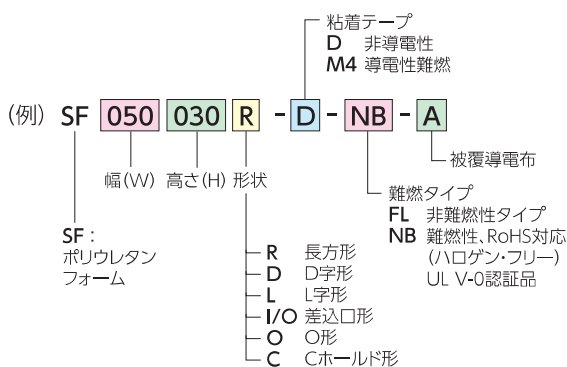 粘着テープ
D 非導電性
M4 導電性難燃
(例) SF 050 030 R - D - NB - A
幅(W) 高さ(H) 形状
被覆導電布
難燃タイプ
FL 非難燃性タイプ
NB 難燃性、RoHS対応
(ハロゲン・フリー)
UL V-0認証品
SF:
ポリウレタン
フォーム
R 長方形
D D字形
L L字形
I/O 差込口形
O O形
C Cホールド形